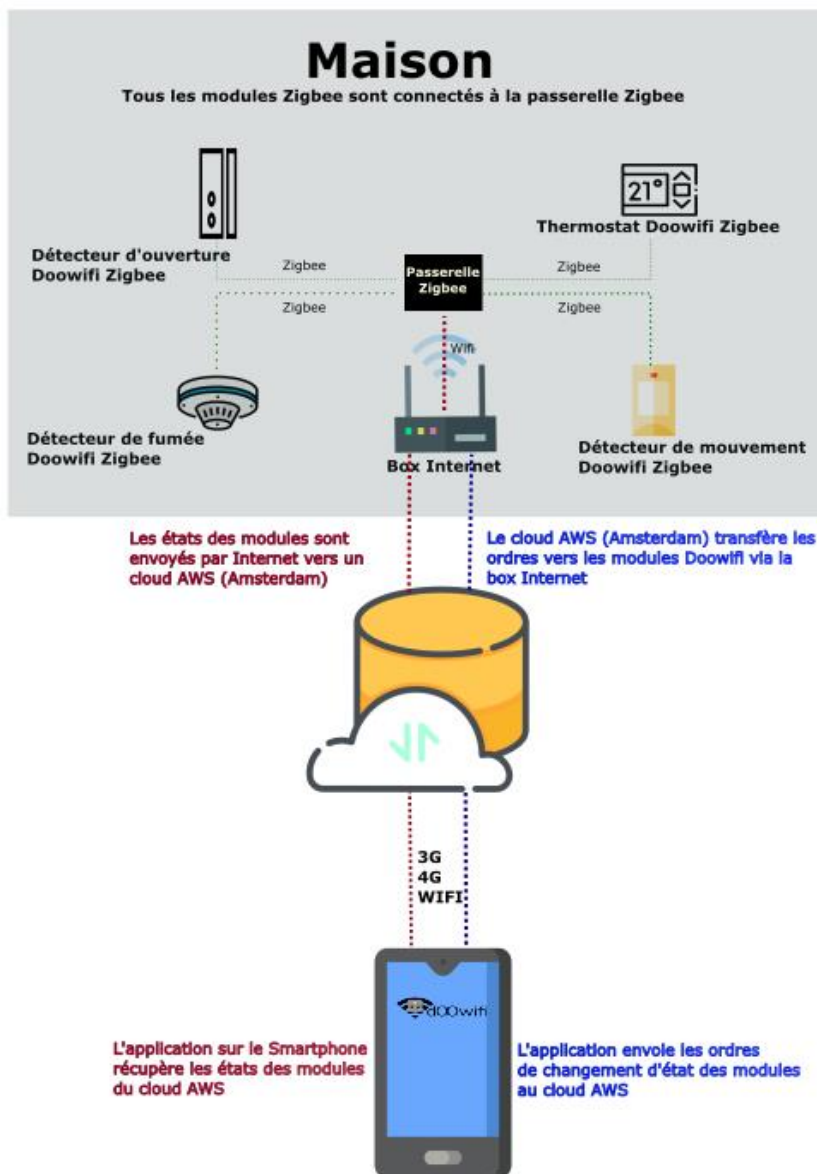 Maison
Tous les modules Zigbee sont connectés à la passerelle Zigbee
21°
Thermostat Doowifi Zigbee
Détecteur d'ouverture
Doowifi Zigbee
Zigbee
Passerelle
Zigbee
Zigbee
Zigbee
Zigbee
Wifi
Détecteur de fumée
Doowifi Zigbee
Box Internet
Détecteur de mouvement
Doowifi Zigbee
Les états des modules sont
envoyés par Internet vers un
cloud AWS (Amsterdam)
Le cloud AWS (Amsterdam) transfère les
ordres vers les modules Doowifi via la
box Internet
3G
4G
WIFI
dOOwifi
L'application sur le Smartphone
récupère les états des modules
du cloud AWS
L'application envoie les ordres
de changement d'état des modules
au cloud AWS